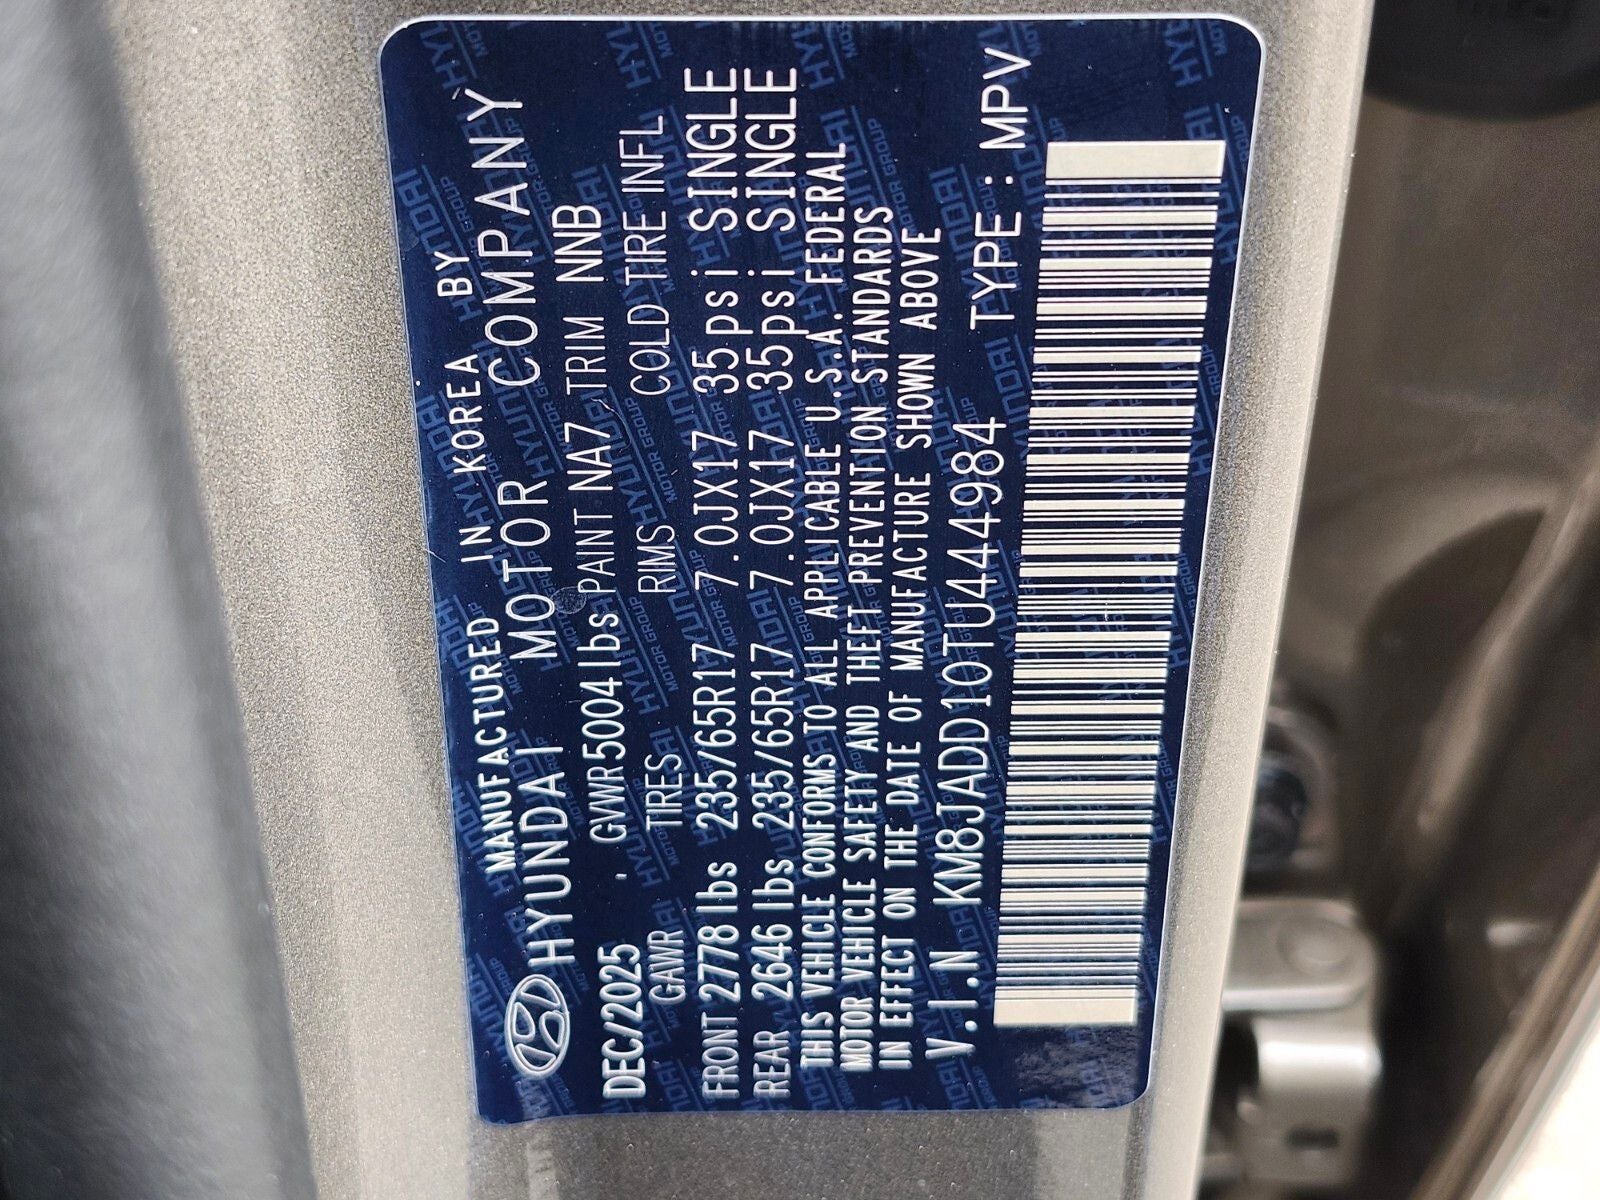 MANUFACTURED IN KOREA BY
HYUNDAI MOTOR COMPANY
DEC/2025 GVWR 5004 lbs PAINT NA7 TRIM NNB
GAWR TIRES RIMS COLD TIRE INFL
FRONT 2778 lbs 235/65R17 7.0JX17 35psi SINGLE
REAR 2646 lbs 235/65R17 7.0JX17 35psi SINGLE
THIS VEHICLE CONFORMS TO ALL APPLICABLE U.S.A. FEDERAL
MOTOR VEHICLE SAFETY AND THEFT PREVENTION STANDARDS
IN EFFECT ON THE DATE OF MANUFACTURE SHOWN ABOVE
V.I.N KM8JADD10TU444984 TYPE : MPV